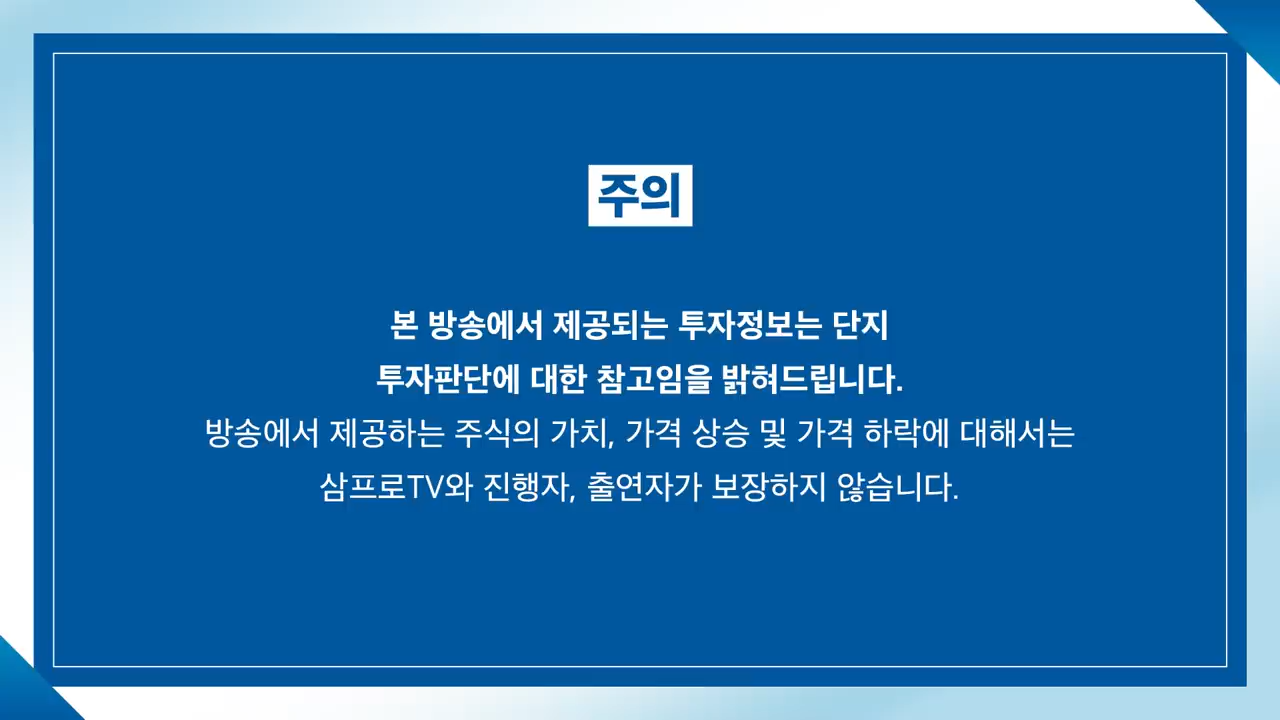 주의
본 방송에서 제공되는 투자정보는 단지
투자판단에 대한 참고임을 밝혀드립니다.
방송에서 제공하는 주식의 가치, 가격 상승 및 가격 하락에 대해서는
삼프로TV와 진행자, 출연자가 보장하지 않습니다.